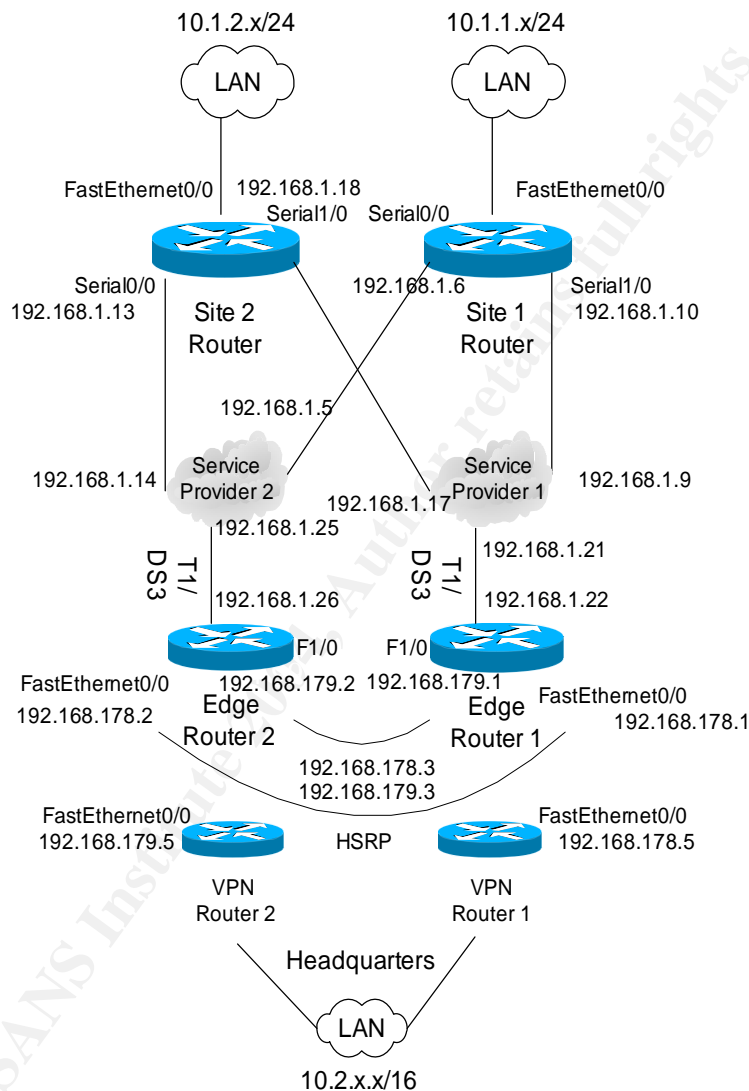 10.1.2.x/24
10.1.1.x/24
LAN
LAN
FastEthernet0/0
192.168.1.18
FastEthernet0/0
Serial1/0
Serial0/0
Serial0/0
192.168.1.13
192.168.1.6
Serial1/0
192.168.1.10
Site 2
Router
Site 1
Router
192.168.1.5
192.168.1.14
Service
Provider 2
Service
Provider 1
192.168.1.9
192.168.1.17
192.168.1.25
192.168.1.21
T1/
DS3
T1/
DS3
192.168.1.26
192.168.1.22
F1/0
F1/0
FastEthernet0/0
192.168.178.2
192.168.179.2
192.168.179.1
FastEthernet0/0
192.168.178.1
Edge
Router 2
Edge
Router 1
192.168.178.3
192.168.179.3
FastEthernet0/0
192.168.179.5
HSRP
FastEthernet0/0
192.168.178.5
VPN
Router 2
VPN
Router 1
Headquarters
LAN
10.2.x.x/16
SANS Institute 200, Author retains full rights